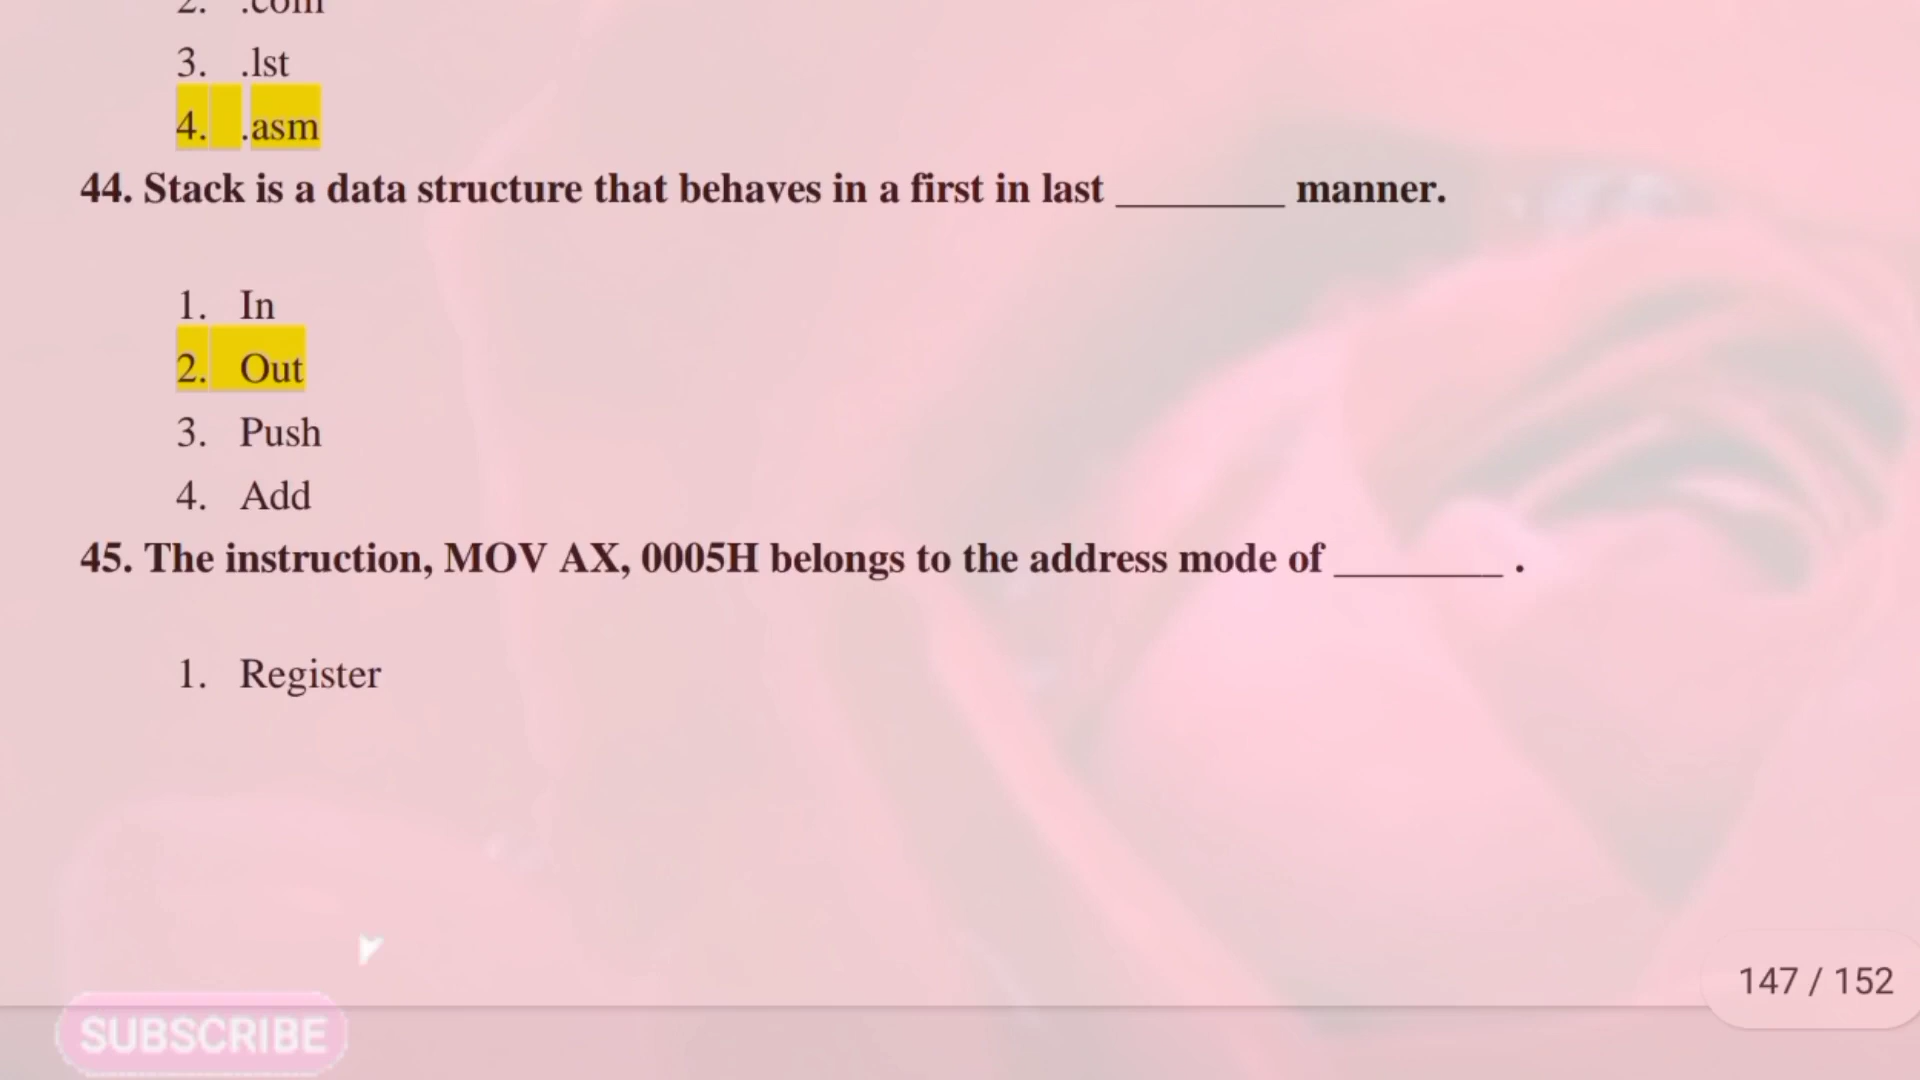 2. .com
3. .lst
4. .asm
44. Stack is a data structure that behaves in a first in last ________ manner.
1. In
2. Out
3. Push
4. Add
45. The instruction, MOV AX, 0005H belongs to the address mode of ________ .
1. Register
147 / 152
SUBSCRIBE